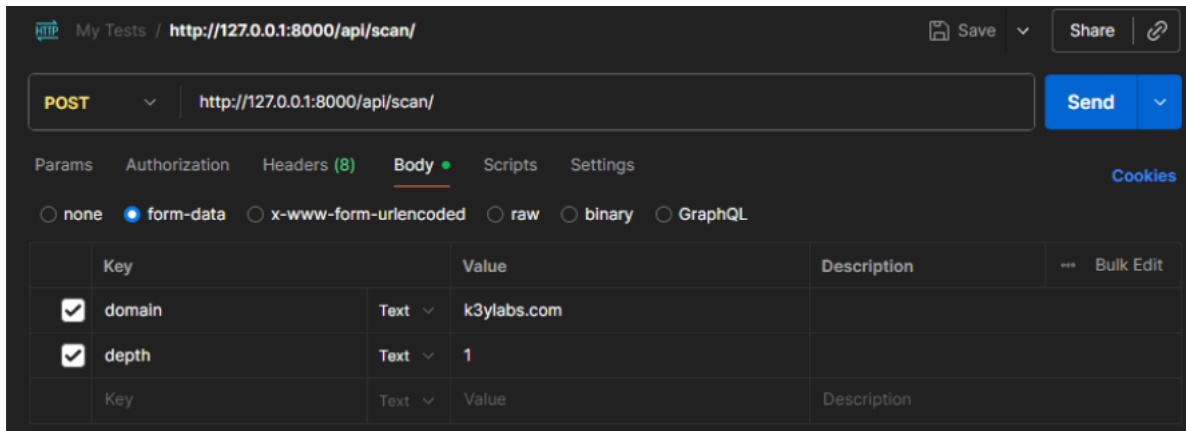 HTTP My Tests / http://127.0.0.1:8000/api/scan/ Save Share
POST http://127.0.0.1:8000/api/scan/ Send
Params Authorization Headers (8) Body Scripts Settings Cookies
none form-data x-www-form-urlencoded raw binary GraphQL
Key Value Description ••• Bulk Edit
domain Text k3ylabs.com
depth Text 1
Key Text Value Description